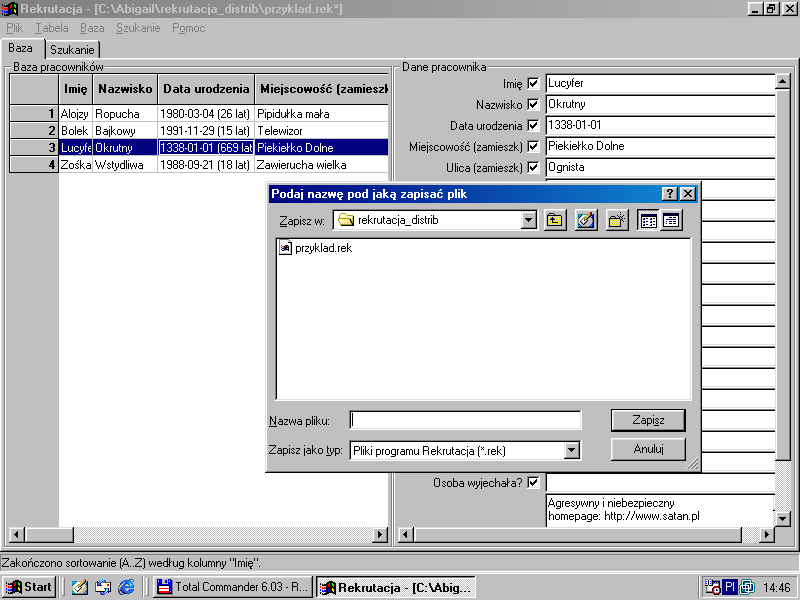 Rekrutacja - [C:\Abigail\rekrutacja_distrib\przyklad.rek*]
Plik Tabela Baza Szukanie Pomoc
Baza Szukanie
Baza pracowników
Imię Nazwisko Data urodzenia Miejscowość (zamieszk
1 Alojzy Ropucha 1980-03-04 (26 lat) Pipidułka mała
2 Bolek Bajkowy 1991-11-29 (15 lat) Telewizor
3 Lucyfe Okrutny 1338-01-01 (669 lat Piekiełko Dolne
4 Zośka Wstydliwa 1988-09-21 (18 lat) Zawierucha wielka
Dane pracownika
Imię Lucyfer
Nazwisko Okrutny
Data urodzenia 1338-01-01
Miejscowość (zamieszk) Piekiełko Dolne
Ulica (zamieszk) Ognista
Podaj nazwę pod jaką zapisać plik
Zapisz w: rekrutacja_distrib
przyklad.rek
Nazwa pliku: Zapisz
Zapisz jako typ: Pliki programu Rekrutacja (*.rek) Anuluj
Osoba wyjechała?
Agresywny i niebezpieczny
homepage: http://www.satan.pl
Zakończono sortowanie (A..Z) według kolumny "Imię".
Start Total Commander 6.03 - R... Rekrutacja - [C:\Abig... Pl 14:46